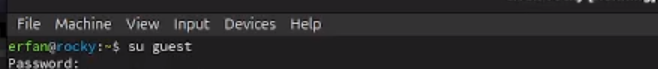 File Machine View Input Devices Help
erfan@rocky:~$ su guest
Password: